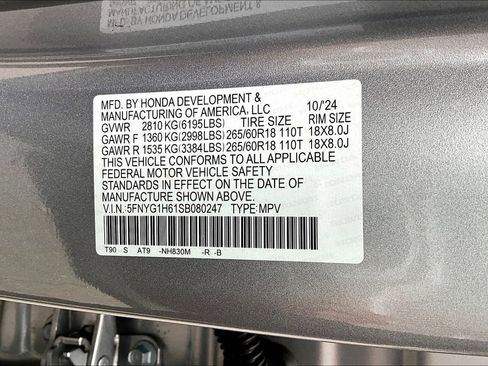 MFD. BY HONDA DEVELOPMENT & 10/'24
MANUFACTURING OF AMERICA, LLC
GVWR 2810 KG(6195LBS) TIRE SIZE RIM SIZE
GAWR F 1360 KG(2998LBS) 265/60R18 110T 18X8.0J
GAWR R 1535 KG(3384LBS) 265/60R18 110T 18X8.0J
THIS VEHICLE CONFORMS TO ALL APPLICABLE
FEDERAL MOTOR VEHICLE SAFETY
STANDARDS IN EFFECT ON THE DATE OF
MANUFACTURE SHOWN ABOVE.
V.I.N.:5FNYG1H61SB080247 TYPE:MPV
T90 S AT9 -NH830M -R -B